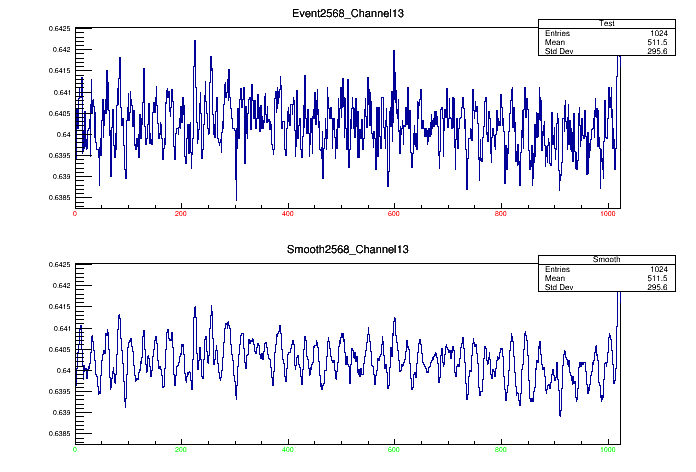 Event2568_Channel13
Test
Entries 1024
Mean 511.5
Std Dev 295.6
0.6425
0.642
0.6415
0.641
0.6405
0.64
0.6395
0.639
0.6385
0 200 400 600 800 1000
Smooth2568_Channel13
Smooth
Entries 1024
Mean 511.5
Std Dev 295.6
0.6425
0.642
0.6415
0.641
0.6405
0.64
0.6395
0.639
0.6385
0 200 400 600 800 1000